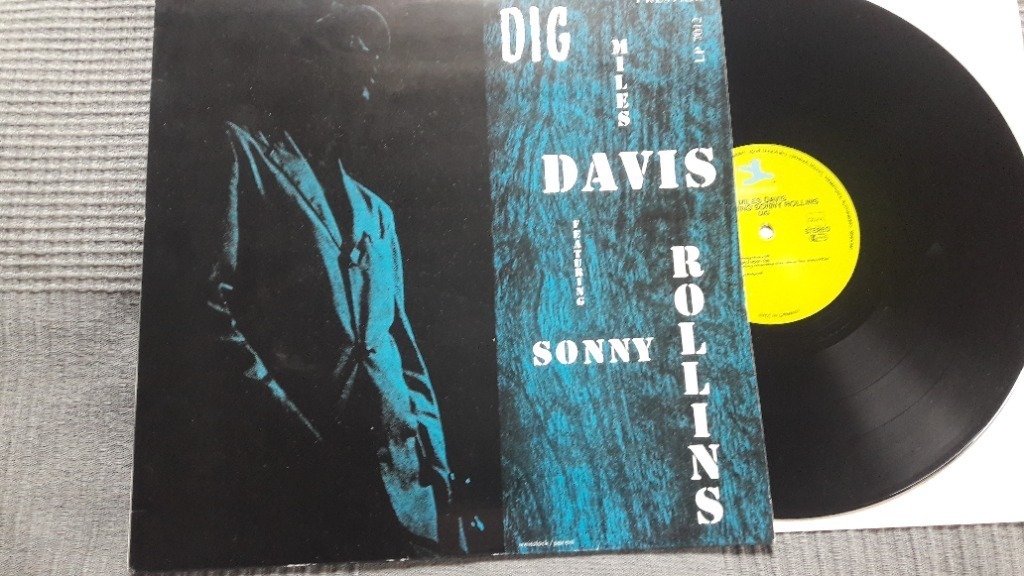 DIG
MILES
DAVIS
FEATURING
SONNY
ROLLINS
LP 7012
MILES DAVIS
SONNY ROLLINS
DIG
STEREO